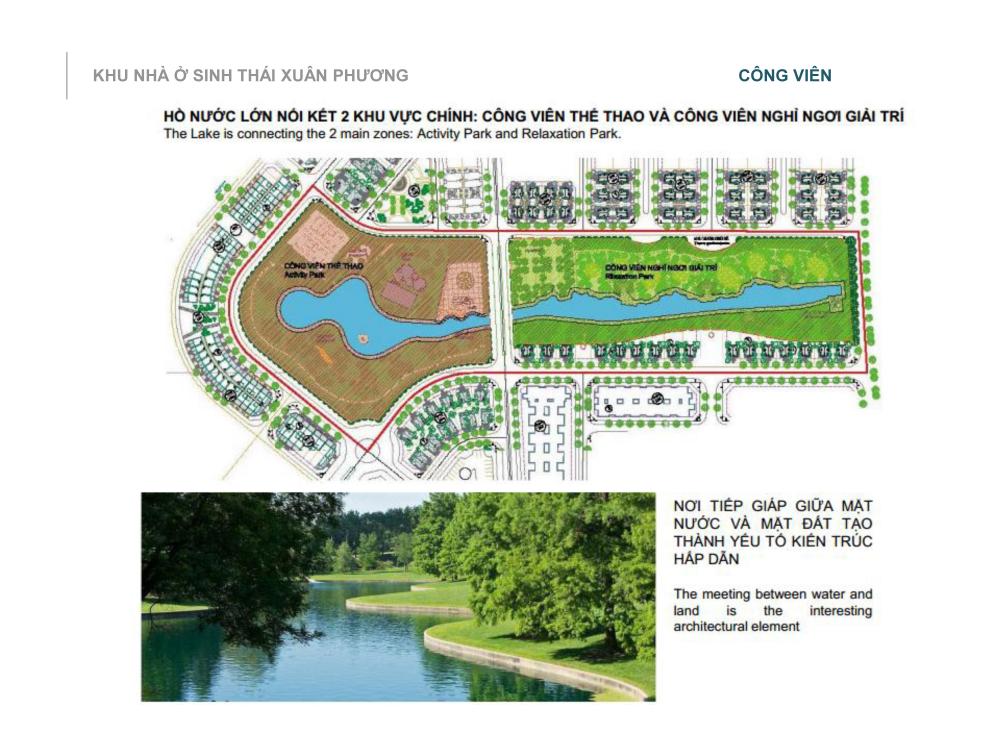 KHU NHÀ Ở SINH THÁI XUÂN PHƯƠNG
CÔNG VIÊN
HỒ NƯỚC LỚN NỐI KẾT 2 KHU VỰC CHÍNH: CÔNG VIÊN THỂ THAO VÀ CÔNG VIÊN NGHỈ NGƠI GIẢI TRÍ
The Lake is connecting the 2 main zones: Activity Park and Relaxation Park.
CÔNG VIÊN THỂ THAO
Activity Park
CÔNG VIÊN NGHỈ NGƠI GIẢI TRÍ
Rlaxation Park
NƠI TIẾP GIÁP GIỮA MẶT
NƯỚC VÀ MẶT ĐẤT TẠO
THÀNH YẾU TỐ KIẾN TRÚC
HẤP DẪN
The meeting between water and
land is the interesting
architectural element